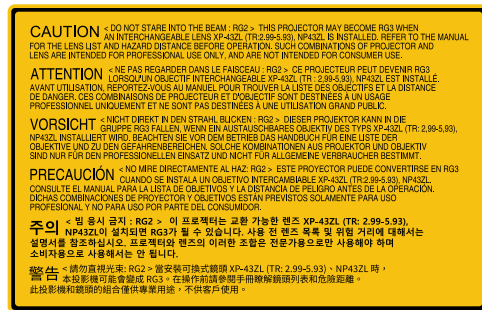 CAUTION < DO NOT STARE INTO THE BEAM : RG2 > THIS PROJECTOR MAY BECOME RG3 WHEN
AN INTERCHANGEABLE LENS XP-43ZL (TR:2.99-5.93), NP43ZL IS INSTALLED. REFER TO THE MANUAL
FOR THE LENS LIST AND HAZARD DISTANCE BEFORE OPERATION. SUCH COMBINATIONS OF PROJECTOR AND
LENS ARE INTENDED FOR PROFESSIONAL USE ONLY, AND ARE NOT INTENDED FOR CONSUMER USE.
ATTENTION < NE PAS REGARDER DANS LE FAISCEAU : RG2 > CE PROJECTEUR PEUT DEVENIR RG3
LORSQU'UN OBJECTIF INTERCHANGEABLE XP-43ZL (TR : 2.99-5.93), NP43ZL EST INSTALLÉ.
AVANT UTILISATION, REPORTEZ-VOUS AU MANUEL POUR TROUVER LA LISTE DES OBJECTIFS ET LA DISTANCE
DE DANGER. CES COMBINAISONS DE PROJECTEUR ET D'OBJECTIF SONT DESTINÉES À UN USAGE
PROFESSIONNEL UNIQUEMENT ET NE SONT PAS DESTINÉES À UNE UTILISATION GRAND PUBLIC.
VORSICHT < NICHT DIREKT IN DEN STRAHL BLICKEN : RG2 > DIESER PROJEKTOR KANN IN DIE
GRUPPE RG3 FALLEN, WENN EIN AUSTAUSCHBARES OBJEKTIV DES TYPS XP-43ZL (TR: 2,99-5,93),
NP43ZL INSTALLIERT WIRD. BEACHTEN SIE VOR DEM BETRIEB DAS HANDBUCH FÜR EINE LISTE DER
OBJEKTIVE UND ZU DEN GEFAHRENBEREICHEN. SOLCHE KOMBINATIONEN AUS PROJEKTOR UND OBJEKTIV
SIND NUR FÜR DEN PROFESSIONELLEN EINSATZ UND NICHT FÜR ALLGEMEINE VERBRAUCHER BESTIMMT.
PRECAUCIÓN < NO MIRE DIRECTAMENTE AL HAZ: RG2 > ESTE PROYECTOR PUEDE CONVERTIRSE EN RG3
CUANDO SE INSTALA UN OBJETIVO INTERCAMBIABLE XP-43ZL (TR:2.99-5.93), NP43ZL.
CONSULTE EL MANUAL PARA LA LISTA DE OBJETIVOS Y LA DISTANCIA DE PELIGRO ANTES DE LA OPERACIÓN.
DICHAS COMBINACIONES DE PROYECTOR Y OBJETIVOS ESTÁN PREVISTOS SOLAMENTE PARA USO
PROFESIONAL Y NO PARA USO POR PARTE DEL CONSUMIDOR.
주의 < 빔 응시 금지 : RG2 > 이 프로젝터는 교환 가능한 렌즈 XP-43ZL (TR: 2.99-5.93),
NP43ZL이 설치되면 RG3가 될 수 있습니다. 사용 전 렌즈 목록 및 위험 거리에 대해서는
설명서를 참조하십시오. 프로젝터와 렌즈의 이러한 조합은 전문가용으로만 사용해야 하며
소비자용으로 사용해서는 안 됩니다.
警告 < 請勿直視光束: RG2 > 當安裝可換式鏡頭 XP-43ZL (TR: 2.99-5.93)、NP43ZL 時，
本投影機可能會變成 RG3。在操作前請參閱手冊瞭解鏡頭列表和危險距離。
此投影機和鏡頭的組合僅供專業用途，不供客戶使用。